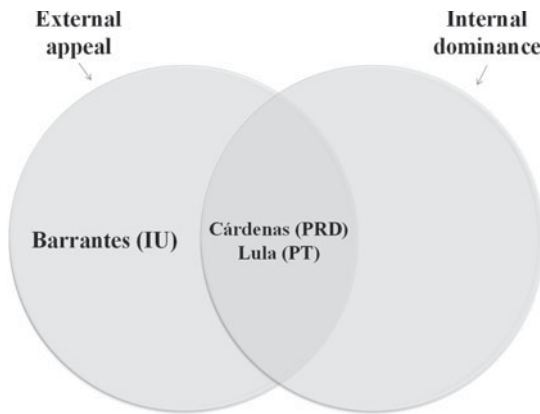 External
appeal
Internal
dominance
Barrantes (IU)
Cárdenas (PRD)
Lula (PT)